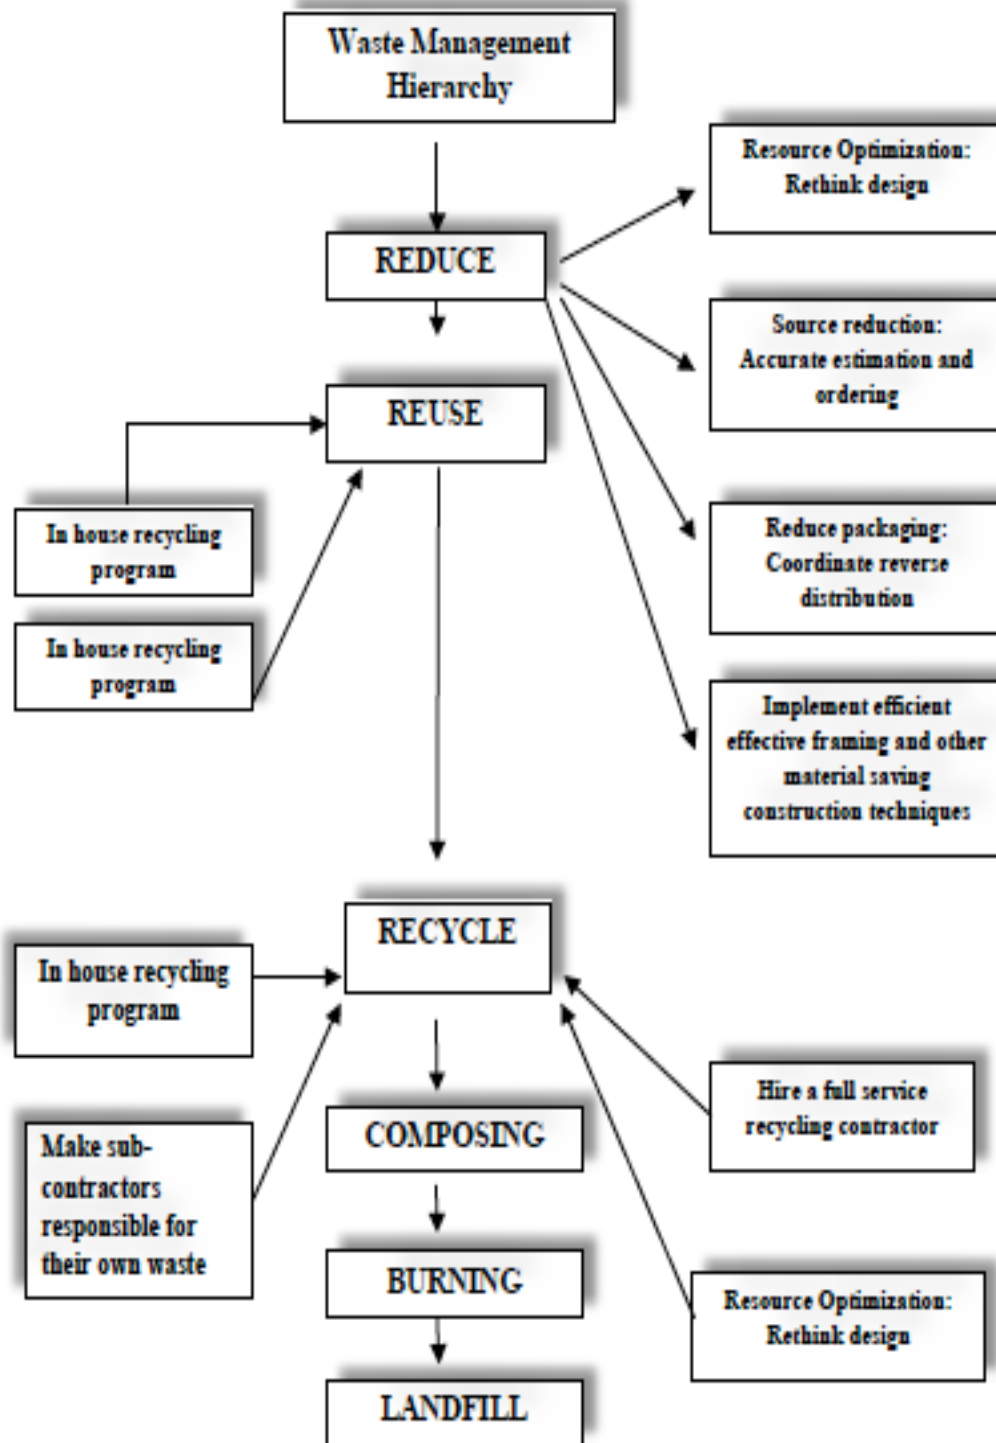 Waste Management
Hierarchy
Resource Optimization:
Rethink design
REDUCE
Source reduction:
Accurate estimation and
ordering
REUSE
In house recycling
program
Reduce packaging:
Coordinate reverse
distribution
In house recycling
program
Implement efficient
effective framing and other
material saving
construction techniques
RECYCLE
In house recycling
program
Hire a full service
recycling contractor
Make sub-
contractors
responsible for
their own waste
COMPOSING
BURNING
Resource Optimization:
Rethink design
LANDFILL